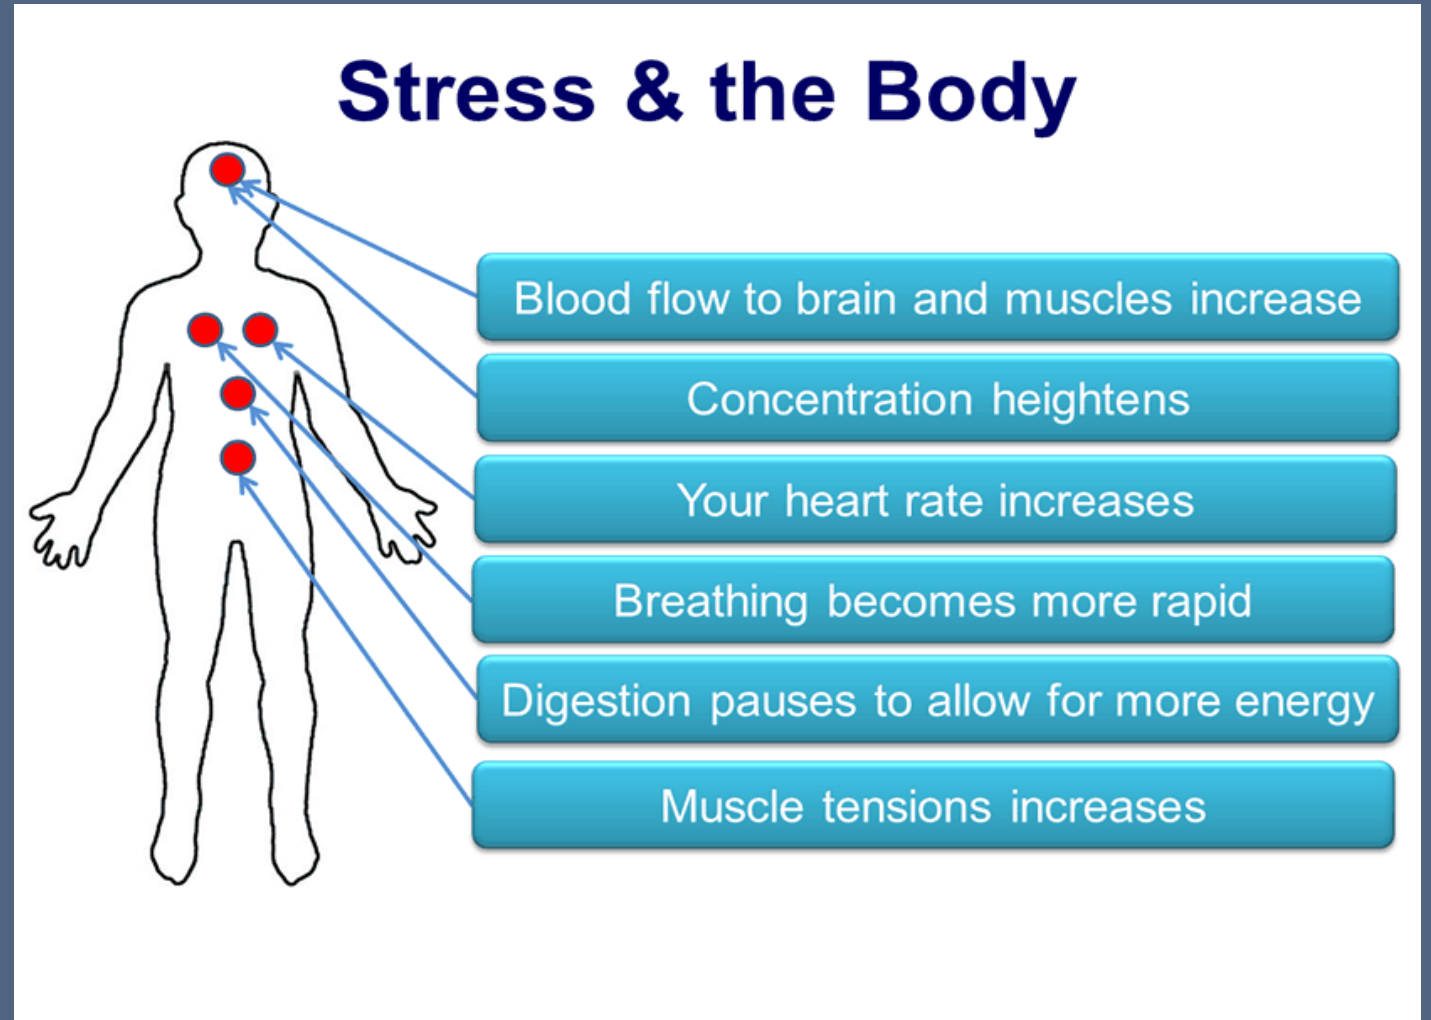 Stress & the Body
Blood flow to brain and muscles increase
Concentration heightens
Your heart rate increases
Breathing becomes more rapid
Digestion pauses to allow for more energy
Muscle tensions increases